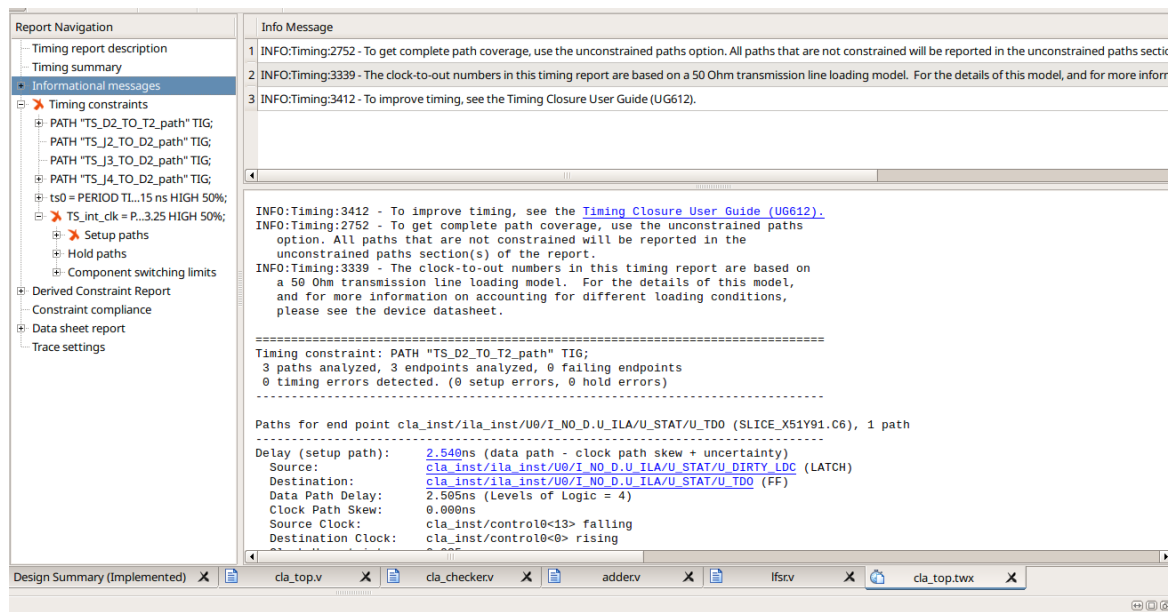 Report Navigation
Timing report description
Timing summary
Informational messages
Timing constraints
PATH "TS_D2_TO_T2_path" TIG;
PATH "TS_J2_TO_D2_path" TIG;
PATH "TS_J3_TO_D2_path" TIG;
PATH "TS_J4_TO_D2_path" TIG;
ts0 = PERIOD TI...15 ns HIGH 50%;
TS_int_clk = P...3.25 HIGH 50%;
Setup paths
Hold paths
Component switching limits
Derived Constraint Report
Constraint compliance
Data sheet report
Trace settings
Info Message
1 INFO:Timing:2752 - To get complete path coverage, use the unconstrained paths option. All paths that are not constrained will be reported in the unconstrained paths sectio
2 INFO:Timing:3339 - The clock-to-out numbers in this timing report are based on a 50 Ohm transmission line loading model. For the details of this model, and for more inforr
3 INFO:Timing:3412 - To improve timing, see the Timing Closure User Guide (UG612).
INFO:Timing:3412 - To improve timing, see the Timing Closure User Guide (UG612).
INFO:Timing:2752 - To get complete path coverage, use the unconstrained paths
option. All paths that are not constrained will be reported in the
unconstrained paths section(s) of the report.
INFO:Timing:3339 - The clock-to-out numbers in this timing report are based on
a 50 Ohm transmission line loading model. For the details of this model,
and for more information on accounting for different loading conditions,
please see the device datasheet.
================================================================================
Timing constraint: PATH "TS_D2_TO_T2_path" TIG;
3 paths analyzed, 3 endpoints analyzed, 0 failing endpoints
0 timing errors detected. (0 setup errors, 0 hold errors)
--------------------------------------------------------------------------------
Paths for end point cla_inst/ila_inst/U0/I_NO_D.U_ILA/U_STAT/U_TDO (SLICE_X51Y91.C6), 1 path
--------------------------------------------------------------------------------
Delay (setup path): 2.540ns (data path - clock path skew + uncertainty)
Source: cla_inst/ila_inst/U0/I_NO_D.U_ILA/U_STAT/U_DIRTY_LDC (LATCH)
Destination: cla_inst/ila_inst/U0/I_NO_D.U_ILA/U_STAT/U_TDO (FF)
Data Path Delay: 2.505ns (Levels of Logic = 4)
Clock Path Skew: 0.000ns
Source Clock: cla_inst/control0<13> falling
Destination Clock: cla_inst/control0<0> rising
Design Summary (Implemented) cla_top.v cla_checker.v adder.v lfsr.v cla_top.twx